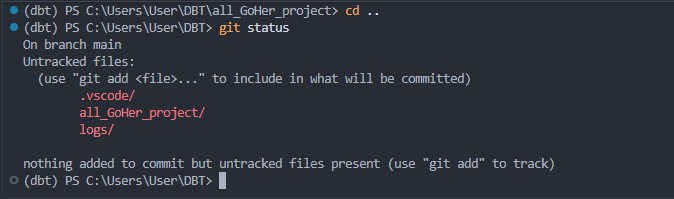 (dbt) PS C:\Users\User\DBT\all_GoHer_project> cd ..
(dbt) PS C:\Users\User\DBT> git status
On branch main
Untracked files:
  (use "git add <file>..." to include in what will be committed)
        .vscode/
        all_GoHer_project/
        logs/

nothing added to commit but untracked files present (use "git add" to track)
(dbt) PS C:\Users\User\DBT>